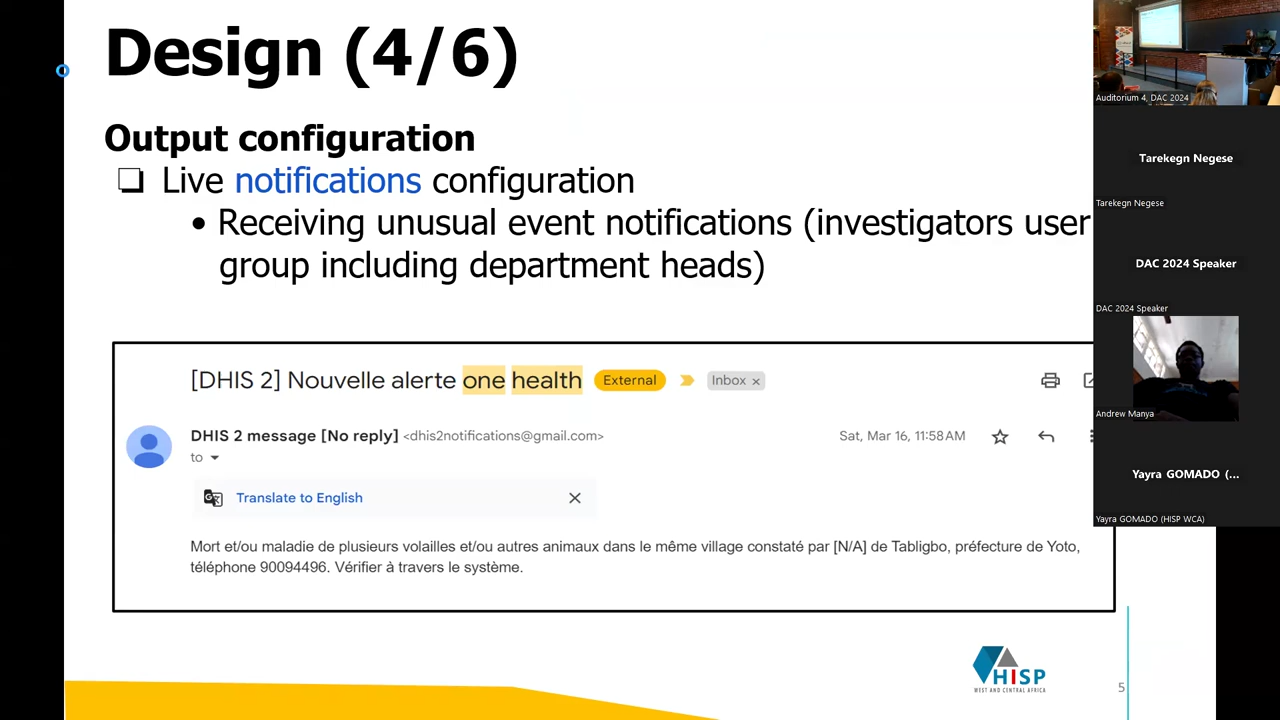 Design (4/6)
Output configuration
❏ Live notifications configuration
• Receiving unusual event notifications (investigators user
group including department heads)
[DHIS 2] Nouvelle alerte one health External Inbox ×
DHIS 2 message [No reply] <dhis2notifications@gmail.com>
Sat, Mar 16, 11:58 AM
to
Translate to English
Mort et/ou maladie de plusieurs volailles et/ou autres animaux dans le même village constaté par [N/A] de Tabligbo, préfecture de Yoto,
téléphone 90094496. Vérifier à travers le système.
HISP
WEST AND CENTRAL AFRICA
5
Auditorium 4, DAC 2024
Tarekegn Negese
Tarekegn Negese
DAC 2024 Speaker
DAC 2024 Speaker
Andrew Manya
Yayra GOMADO (...
Yayra GOMADO (HISP WCA)